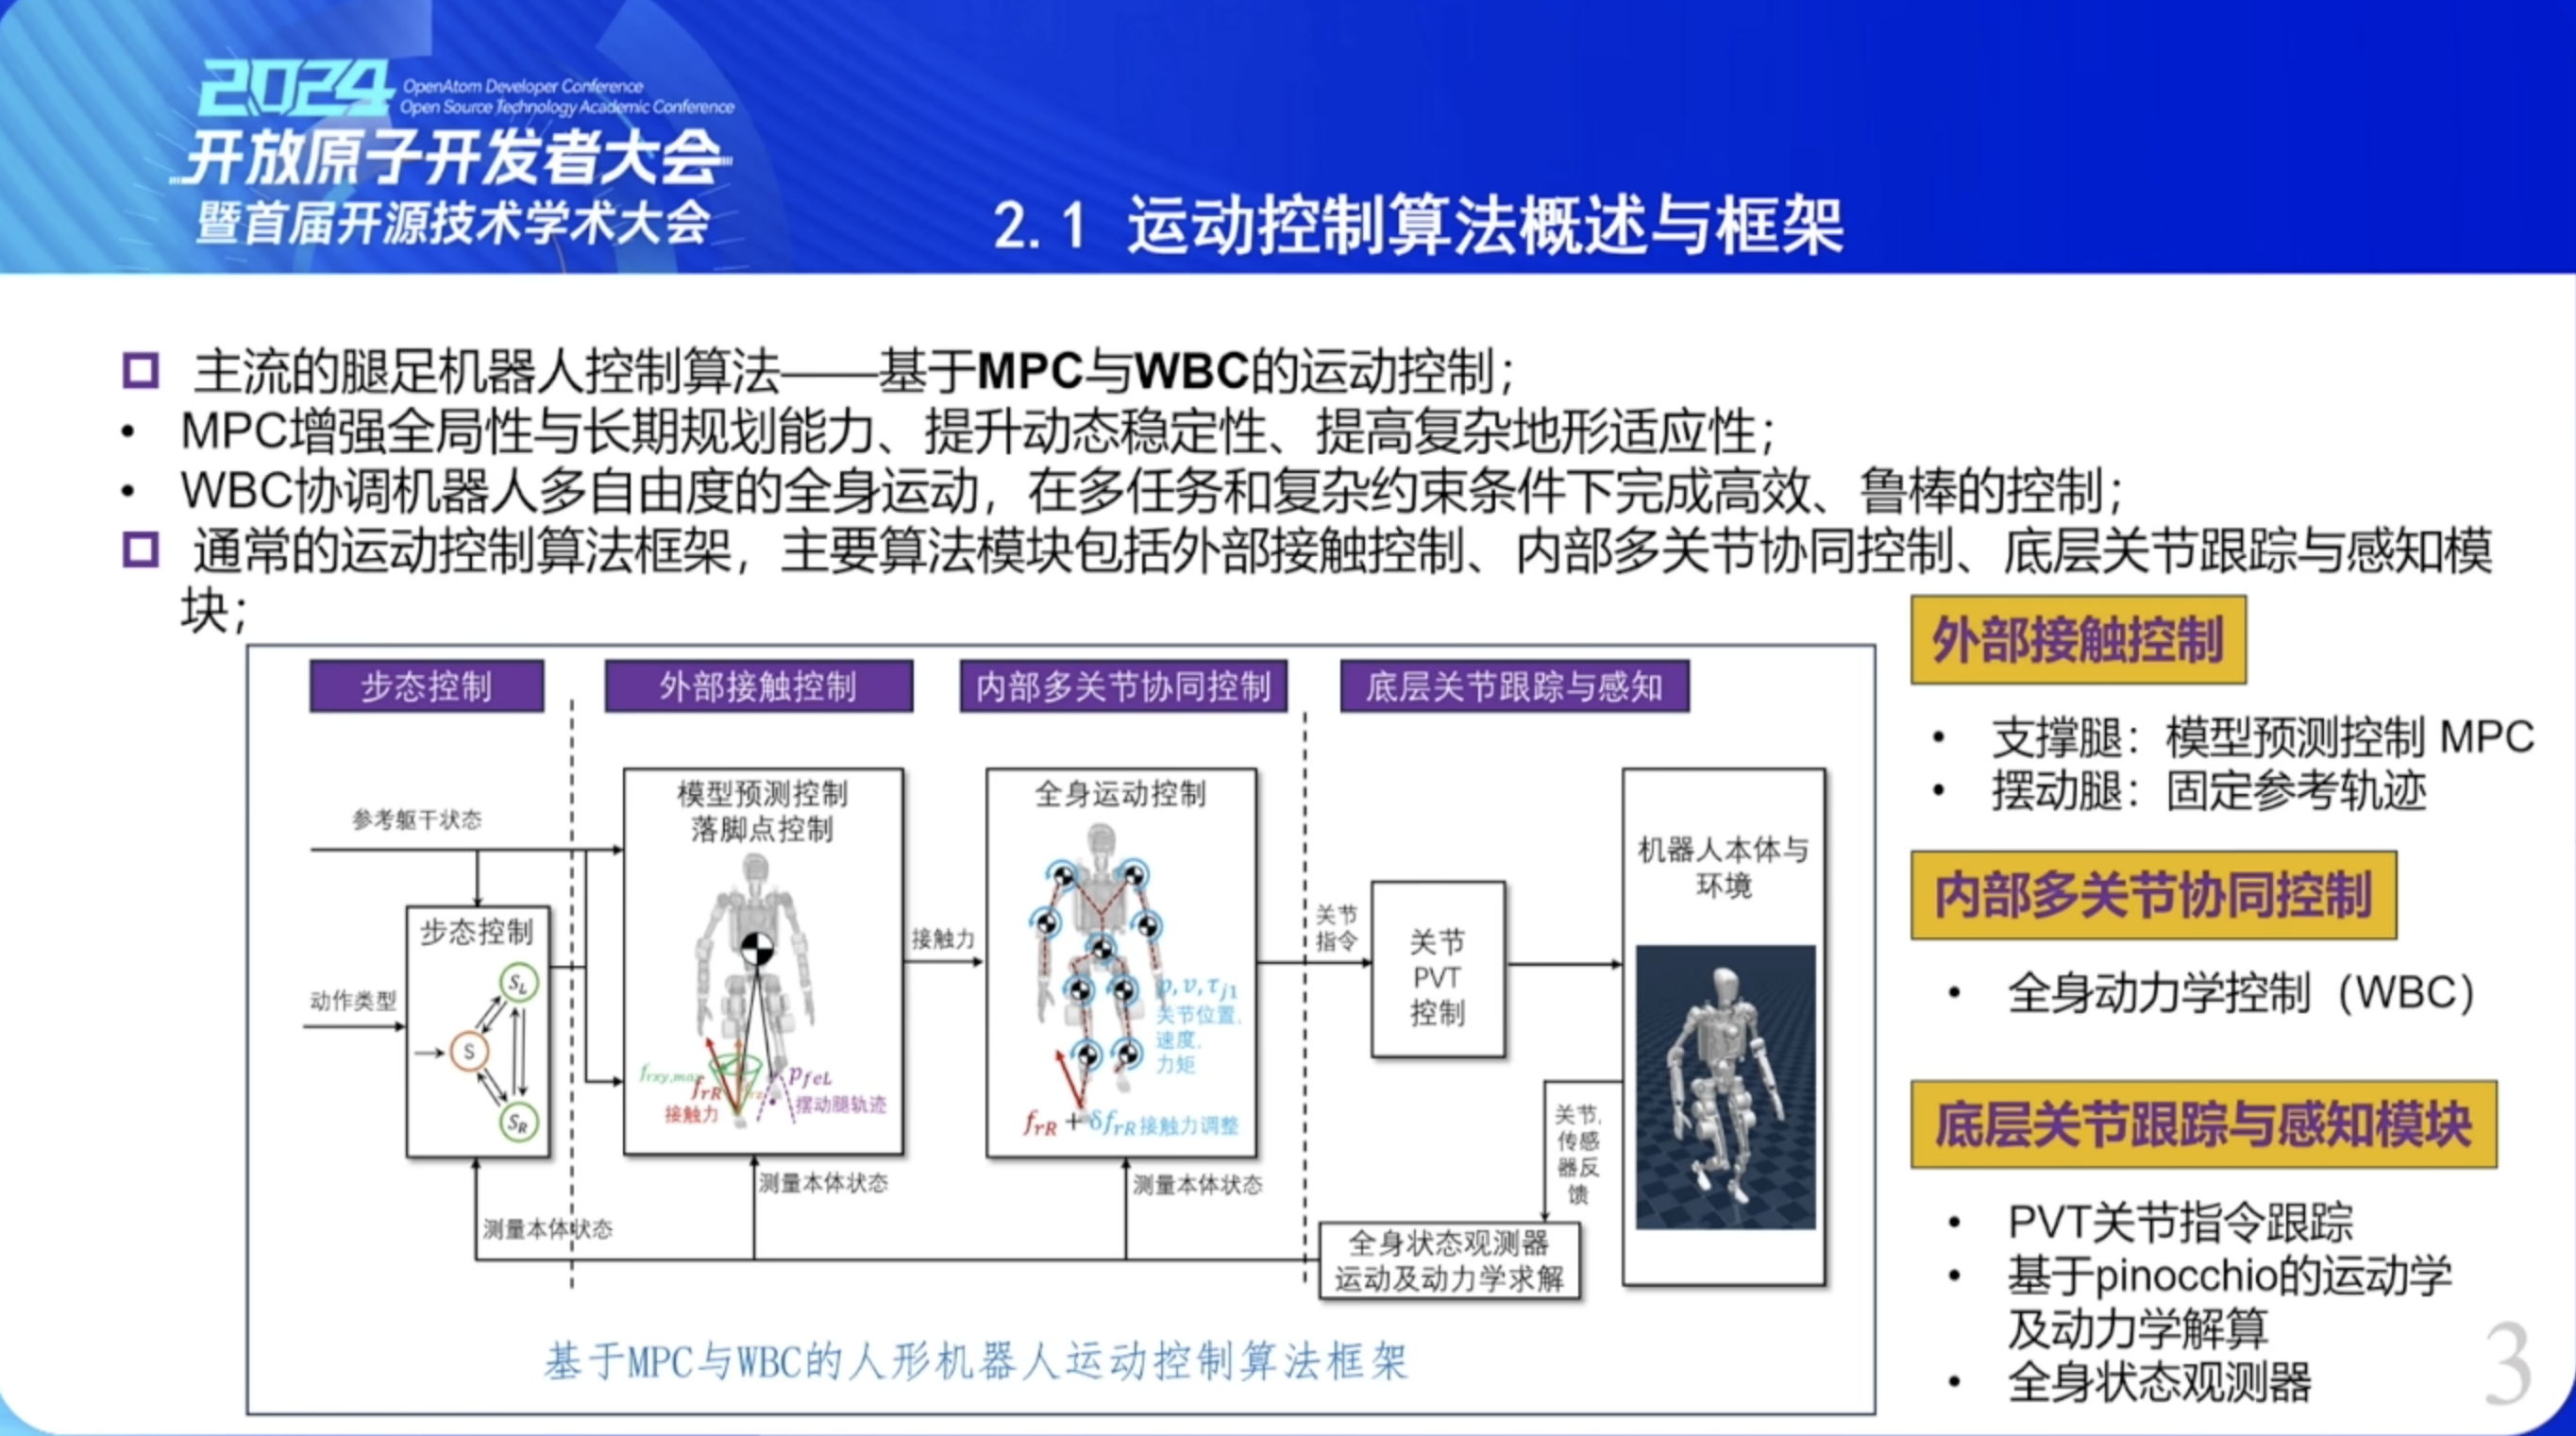 2024 OpenAtom Developer Conference
Open Source Technology Academic Conference
开放原子开发者大会
暨首届开源技术学术大会
2.1 运动控制算法概述与框架
主流的腿足机器人控制算法——基于MPC与WBC的运动控制；
• MPC增强全局性与长期规划能力、提升动态稳定性、提高复杂地形适应性；
• WBC协调机器人多自由度的全身运动，在多任务和复杂约束条件下完成高效、鲁棒的控制；
通常的运动控制算法框架，主要算法模块包括外部接触控制、内部多关节协同控制、底层关节跟踪与感知模
块；
步态控制
外部接触控制
内部多关节协同控制
底层关节跟踪与感知
参考躯干状态
动作类型
步态控制
S_L
S
S_R
模型预测控制
落脚点控制
f_rxy,max
f_rR
接触力
p_feL
摆动腿轨迹
接触力
全身运动控制
p, v, τ_j1
关节位置,
速度,
力矩
f_rR + δf_rR 接触力调整
关节
指令
关节
PVT
控制
机器人本体与
环境
关节,
传感
器反
馈
测量本体状态
测量本体状态
测量本体状态
全身状态观测器
运动及动力学求解
基于MPC与WBC的人形机器人运动控制算法框架
外部接触控制
• 支撑腿：模型预测控制 MPC
• 摆动腿：固定参考轨迹
内部多关节协同控制
• 全身动力学控制（WBC）
底层关节跟踪与感知模块
• PVT关节指令跟踪
• 基于pinocchio的运动学
及动力学解算
• 全身状态观测器
3